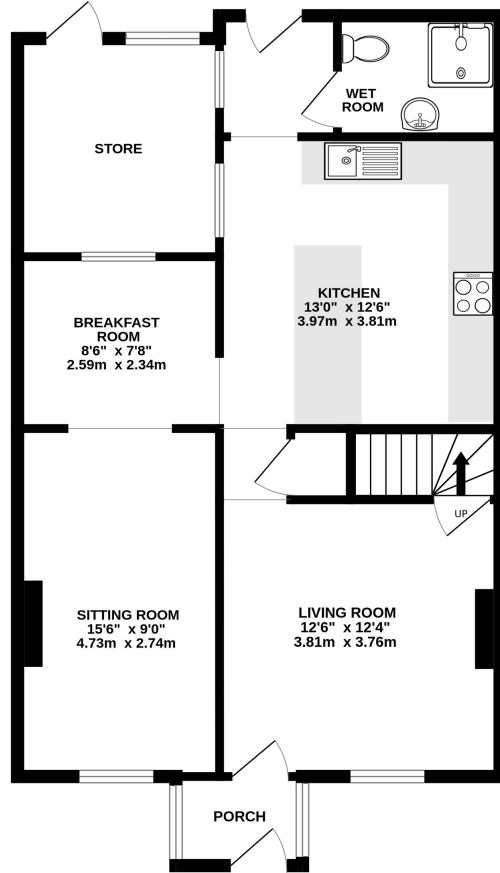 WET
ROOM
STORE
KITCHEN
13'0" x 12'6"
3.97m x 3.81m
BREAKFAST
ROOM
8'6" x 7'8"
2.59m x 2.34m
UP
SITTING ROOM
15'6" x 9'0"
4.73m x 2.74m
LIVING ROOM
12'6" x 12'4"
3.81m x 3.76m
PORCH